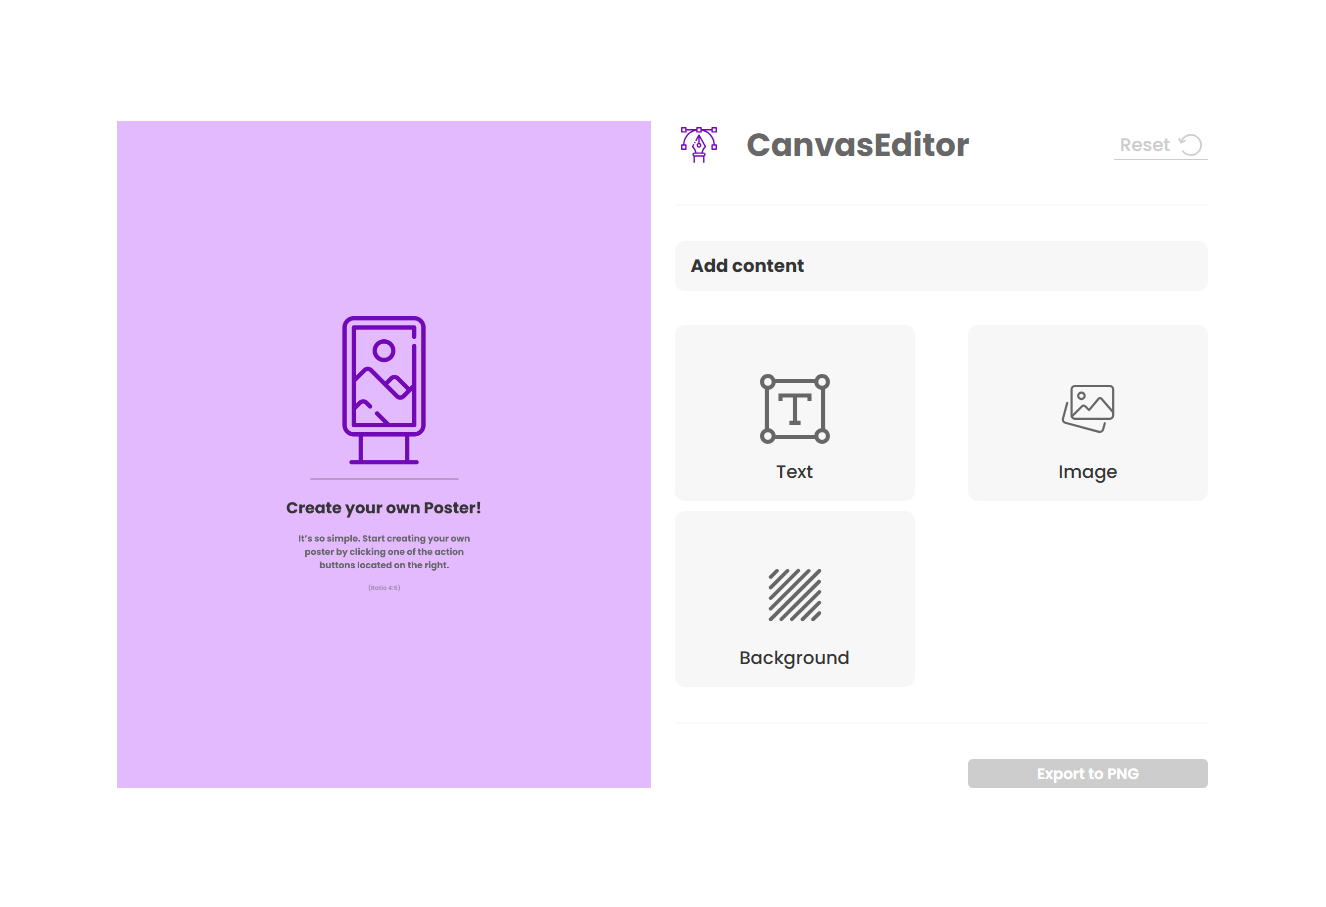 CanvasEditor
Reset
Add content
T
Text
Image
Background
Create your own Poster!
It's so simple. Start creating your own
poster by clicking one of the action
buttons located on the right.
(Ratio 4:5)
Export to PNG